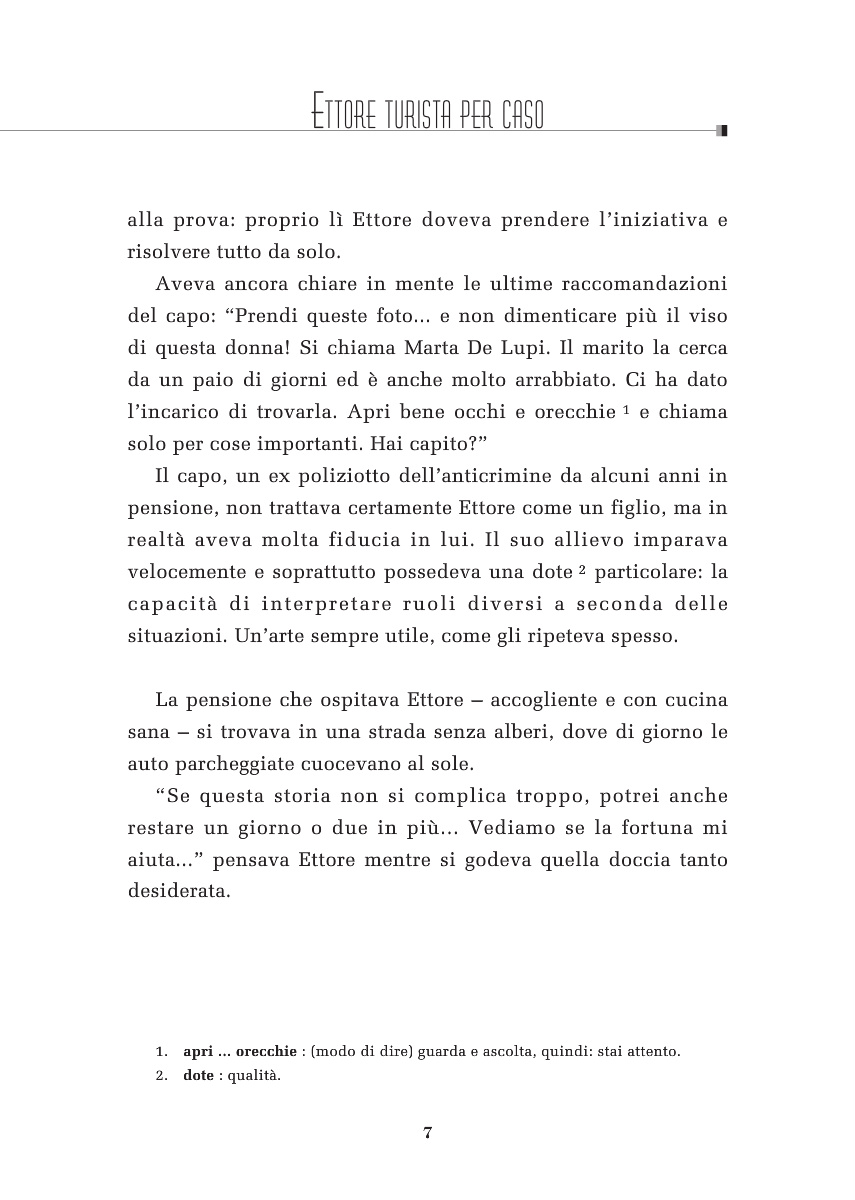 Ettore turista per caso
alla prova: proprio lì Ettore doveva prendere l’iniziativa e
risolvere tutto da solo.
Aveva ancora chiare in mente le ultime raccomandazioni
del capo: “Prendi queste foto... e non dimenticare più il viso
di questa donna! Si chiama Marta De Lupi. Il marito la cerca
da un paio di giorni ed è anche molto arrabbiato. Ci ha dato
l’incarico di trovarla. Apri bene occhi e orecchie 1 e chiama
solo per cose importanti. Hai capito?”
Il capo, un ex poliziotto dell’anticrimine da alcuni anni in
pensione, non trattava certamente Ettore come un figlio, ma in
realtà aveva molta fiducia in lui. Il suo allievo imparava
velocemente e soprattutto possedeva una dote 2 particolare: la
capacità di interpretare ruoli diversi a seconda delle
situazioni. Un’arte sempre utile, come gli ripeteva spesso.
La pensione che ospitava Ettore – accogliente e con cucina
sana – si trovava in una strada senza alberi, dove di giorno le
auto parcheggiate cuocevano al sole.
“Se questa storia non si complica troppo, potrei anche
restare un giorno o due in più... Vediamo se la fortuna mi
aiuta...” pensava Ettore mentre si godeva quella doccia tanto
desiderata.
1. apri ... orecchie : (modo di dire) guarda e ascolta, quindi: stai attento.
2. dote : qualità.
7